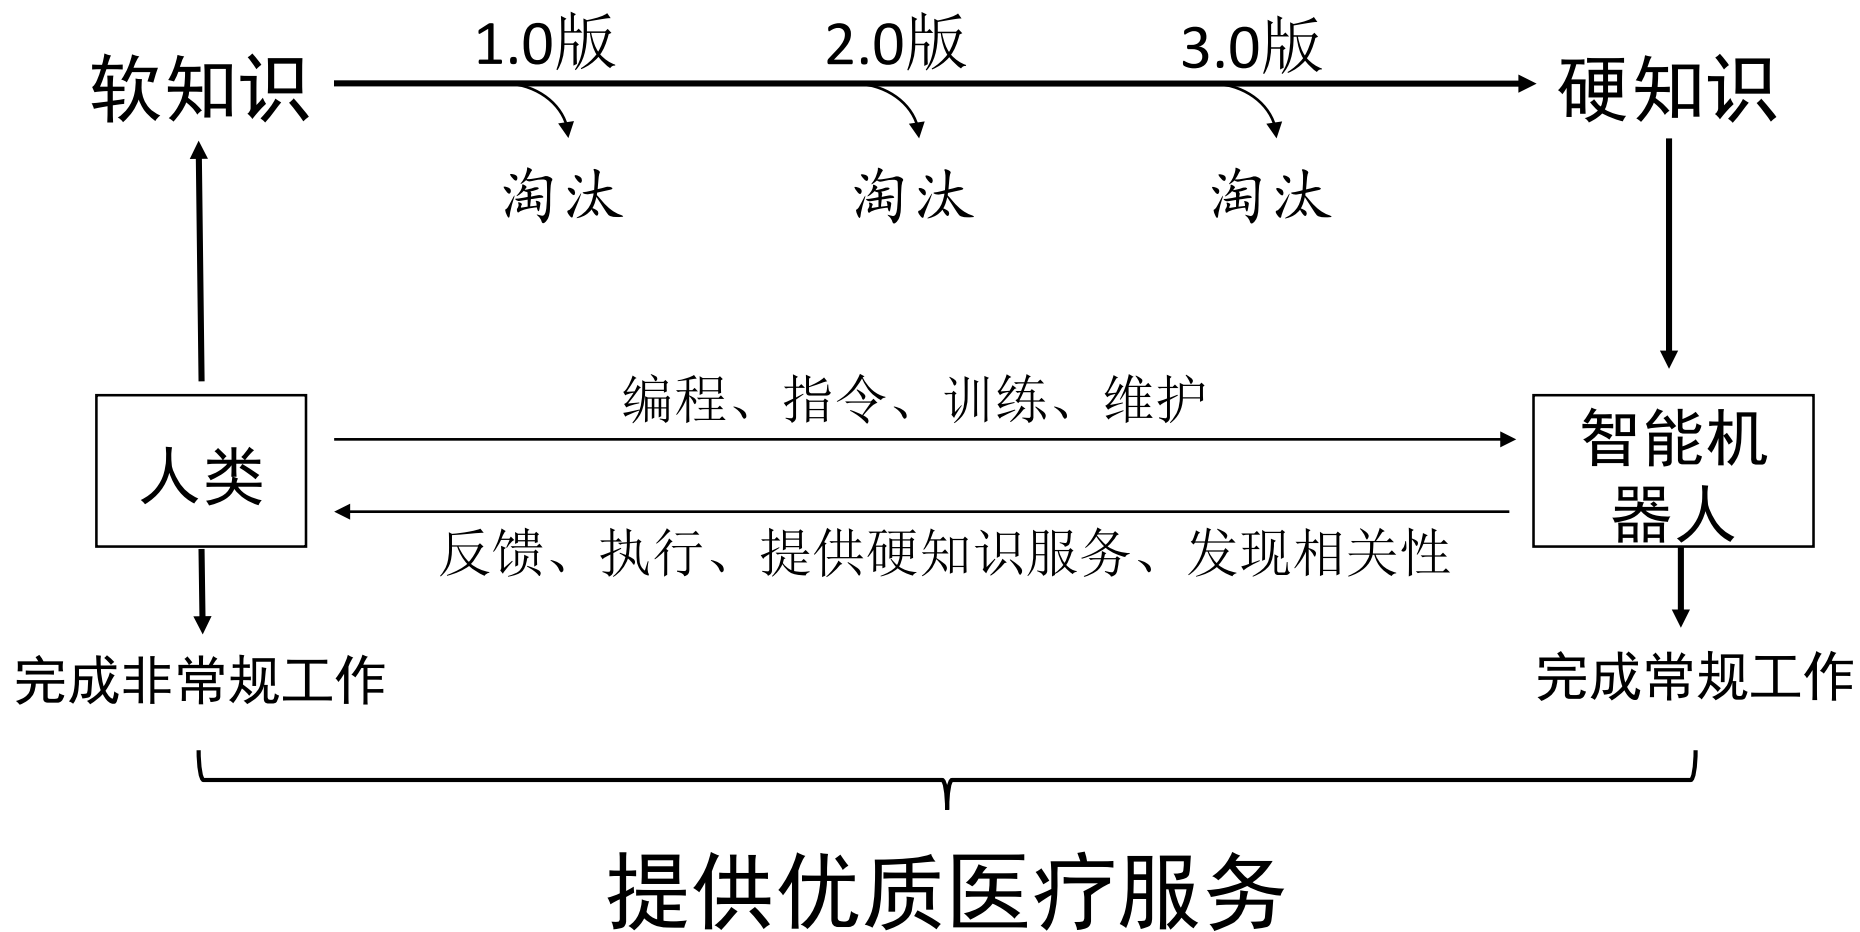 1.0版
2.0版
3.0版
软知识
硬知识
淘汰
淘汰
淘汰
编程、指令、训练、维护
人类
智能机
器人
反馈、执行、提供硬知识服务、发现相关性
完成非常规工作
完成常规工作
提供优质医疗服务